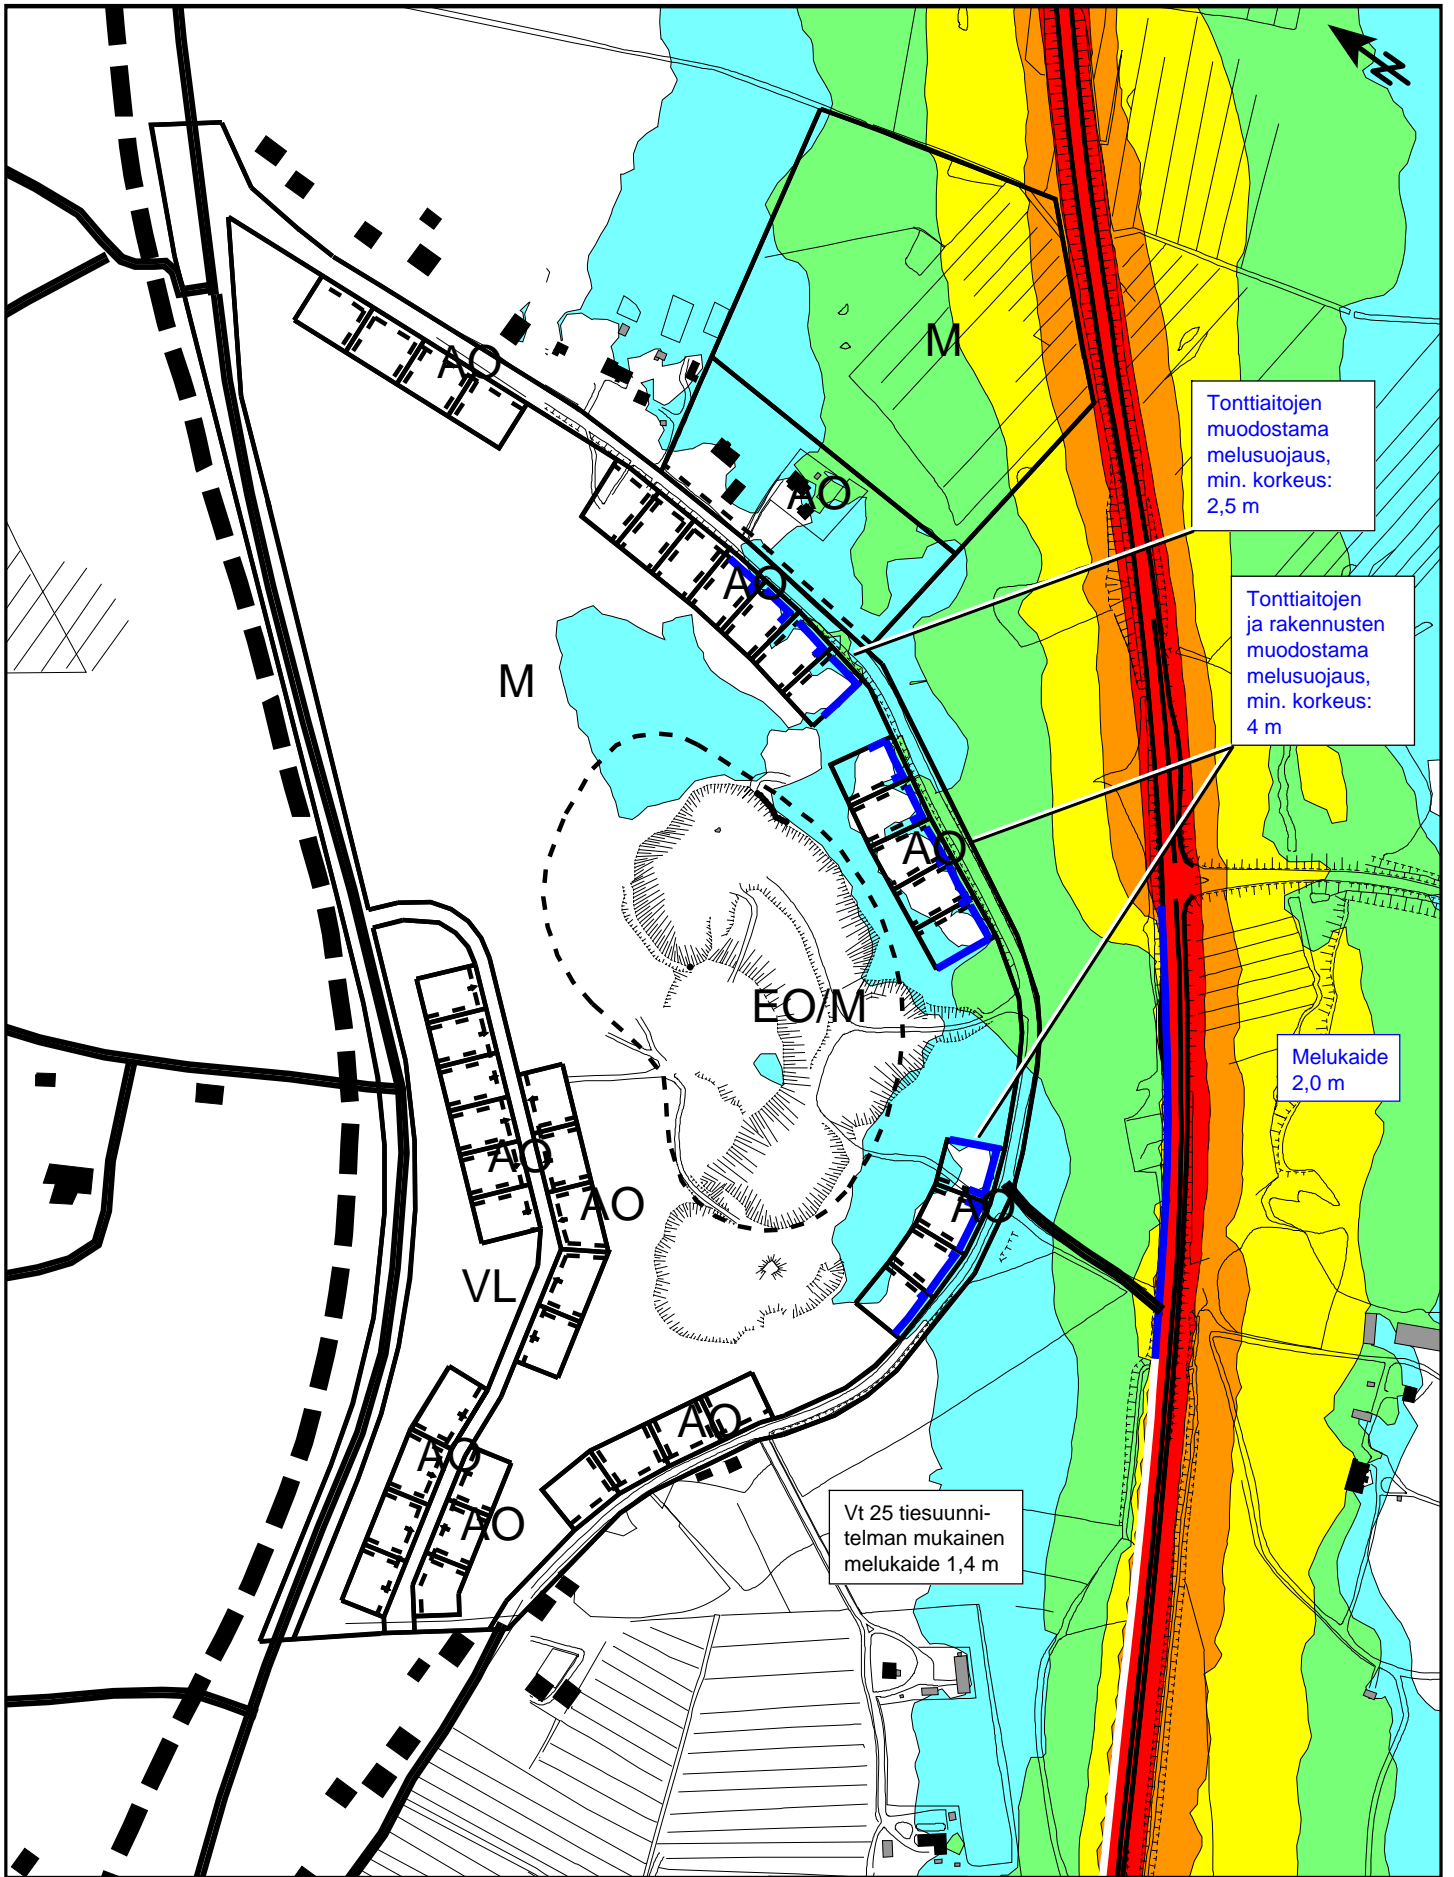 N
AO
M
Tonttiaitojen
muodostama
melusuojaus,
min. korkeus:
2,5 m
AO
AO
Tonttiaitojen
ja rakennusten
muodostama
melusuojaus,
min. korkeus:
4 m
M
AO
EO/M
Melukaide
2,0 m
AO
AO
AO
VL
AO
AO
AO
Vt 25 tiesuunni-
telman mukainen
melukaide 1,4 m